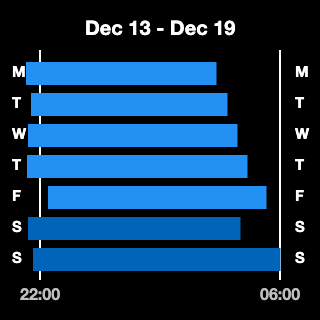 Dec 13 - Dec 19
M M
T T
W W
T T
F F
S S
S S
22:00 06:00